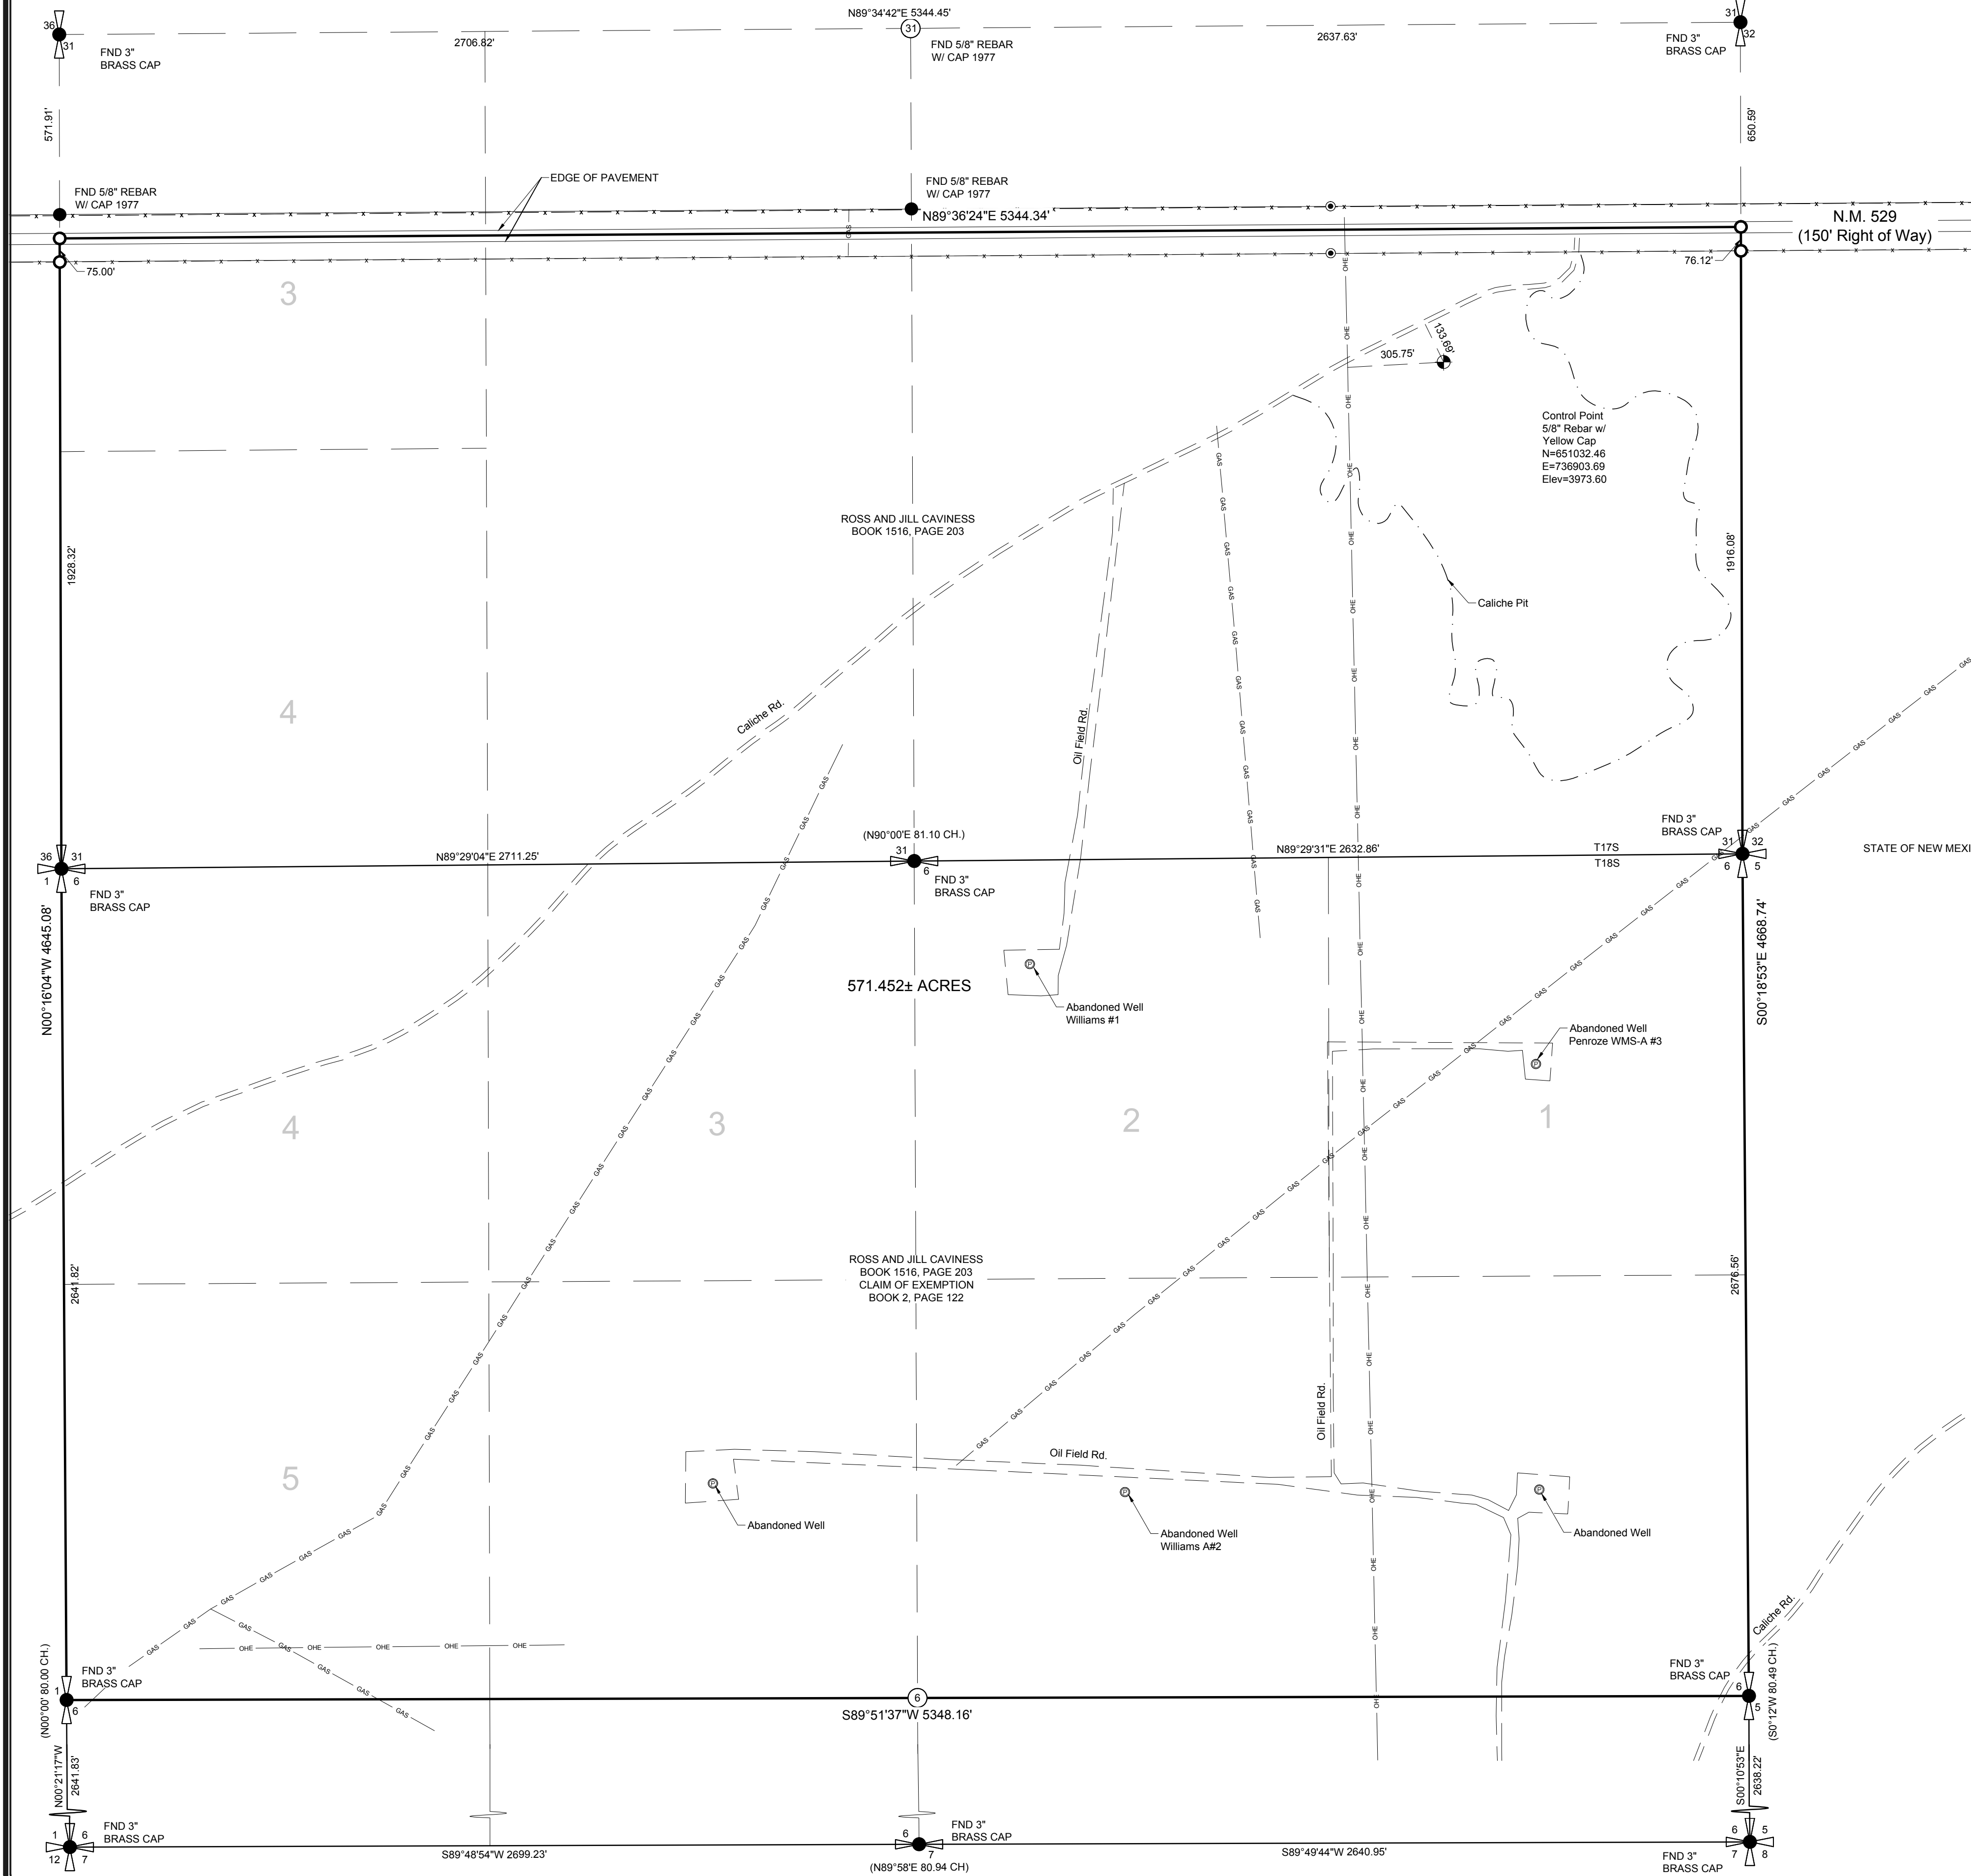 N89°34'42"E 5344.45'
36
31
31
31
32
2706.82'
2637.63'
FND 3"
BRASS CAP
FND 5/8" REBAR
W/ CAP 1977
FND 3"
BRASS CAP
571.91'
650.59'
EDGE OF PAVEMENT
FND 5/8" REBAR
W/ CAP 1977
FND 5/8" REBAR
W/ CAP 1977
N89°36'24"E 5344.34'
N.M. 529
(150' Right of Way)
GAS
75.00'
76.12'
3
133.69'
305.75'
Control Point
5/8" Rebar w/
Yellow Cap
N=651032.46
E=736903.69
Elev=3973.60
ROSS AND JILL CAVINESS
BOOK 1516, PAGE 203
1928.32'
1916.08'
Caliche Pit
4
Caliche Rd.
Oil Field Rd.
GAS
OHE
(N90°00'E 81.10 CH.)
N89°29'04"E 2711.25'
N89°29'31"E 2632.86'
T17S
T18S
FND 3"
BRASS CAP
STATE OF NEW MEXI
36 31
1 6
31
6
31 32
6 5
FND 3"
BRASS CAP
FND 3"
BRASS CAP
N00°16'04"W 4645.08'
S00°18'53"E 4668.74'
571.452± ACRES
P
Abandoned Well
Williams #1
P
Abandoned Well
Penroze WMS-A #3
4
3
2
1
ROSS AND JILL CAVINESS
BOOK 1516, PAGE 203
CLAIM OF EXEMPTION
BOOK 2, PAGE 122
2641.82'
2676.56'
Oil Field Rd.
Oil Field Rd.
5
P
Abandoned Well
P
Abandoned Well
Williams A#2
P
Abandoned Well
GAS
OHE OHE OHE OHE OHE
Caliche Rd.
(N00°00' 80.00 CH.)
(S0°12'W 80.49 CH.)
FND 3"
BRASS CAP
FND 3"
BRASS CAP
1
6
6
6
5
S89°51'37"W 5348.16'
N00°21'17"W
2641.83'
S00°10'53"E
2638.22'
FND 3"
BRASS CAP
FND 3"
BRASS CAP
FND 3"
BRASS CAP
1 6
12 7
6
7
6 5
7 8
S89°48'54"W 2699.23'
S89°49'44"W 2640.95'
(N89°58'E 80.94 CH)